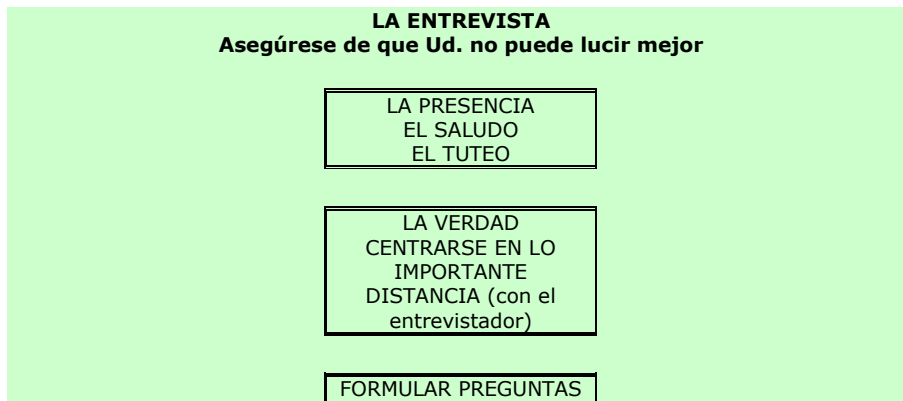 LA ENTREVISTA
Asegúrese de que Ud. no puede lucir mejor
LA PRESENCIA
EL SALUDO
EL TUTEO
LA VERDAD
CENTRARSE EN LO
IMPORTANTE
DISTANCIA (con el
entrevistador)
FORMULAR PREGUNTAS